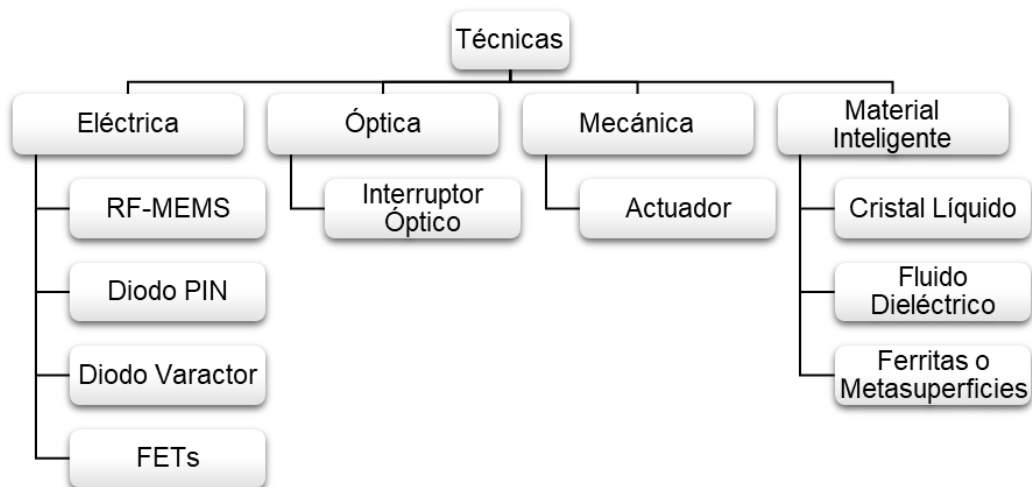 Técnicas
Eléctrica
RF-MEMS
Diodo PIN
Diodo Varactor
FETs
Óptica
Interruptor
Óptico
Mecánica
Actuador
Material
Inteligente
Cristal Líquido
Fluido
Dieléctrico
Ferritas o
Metasuperficies